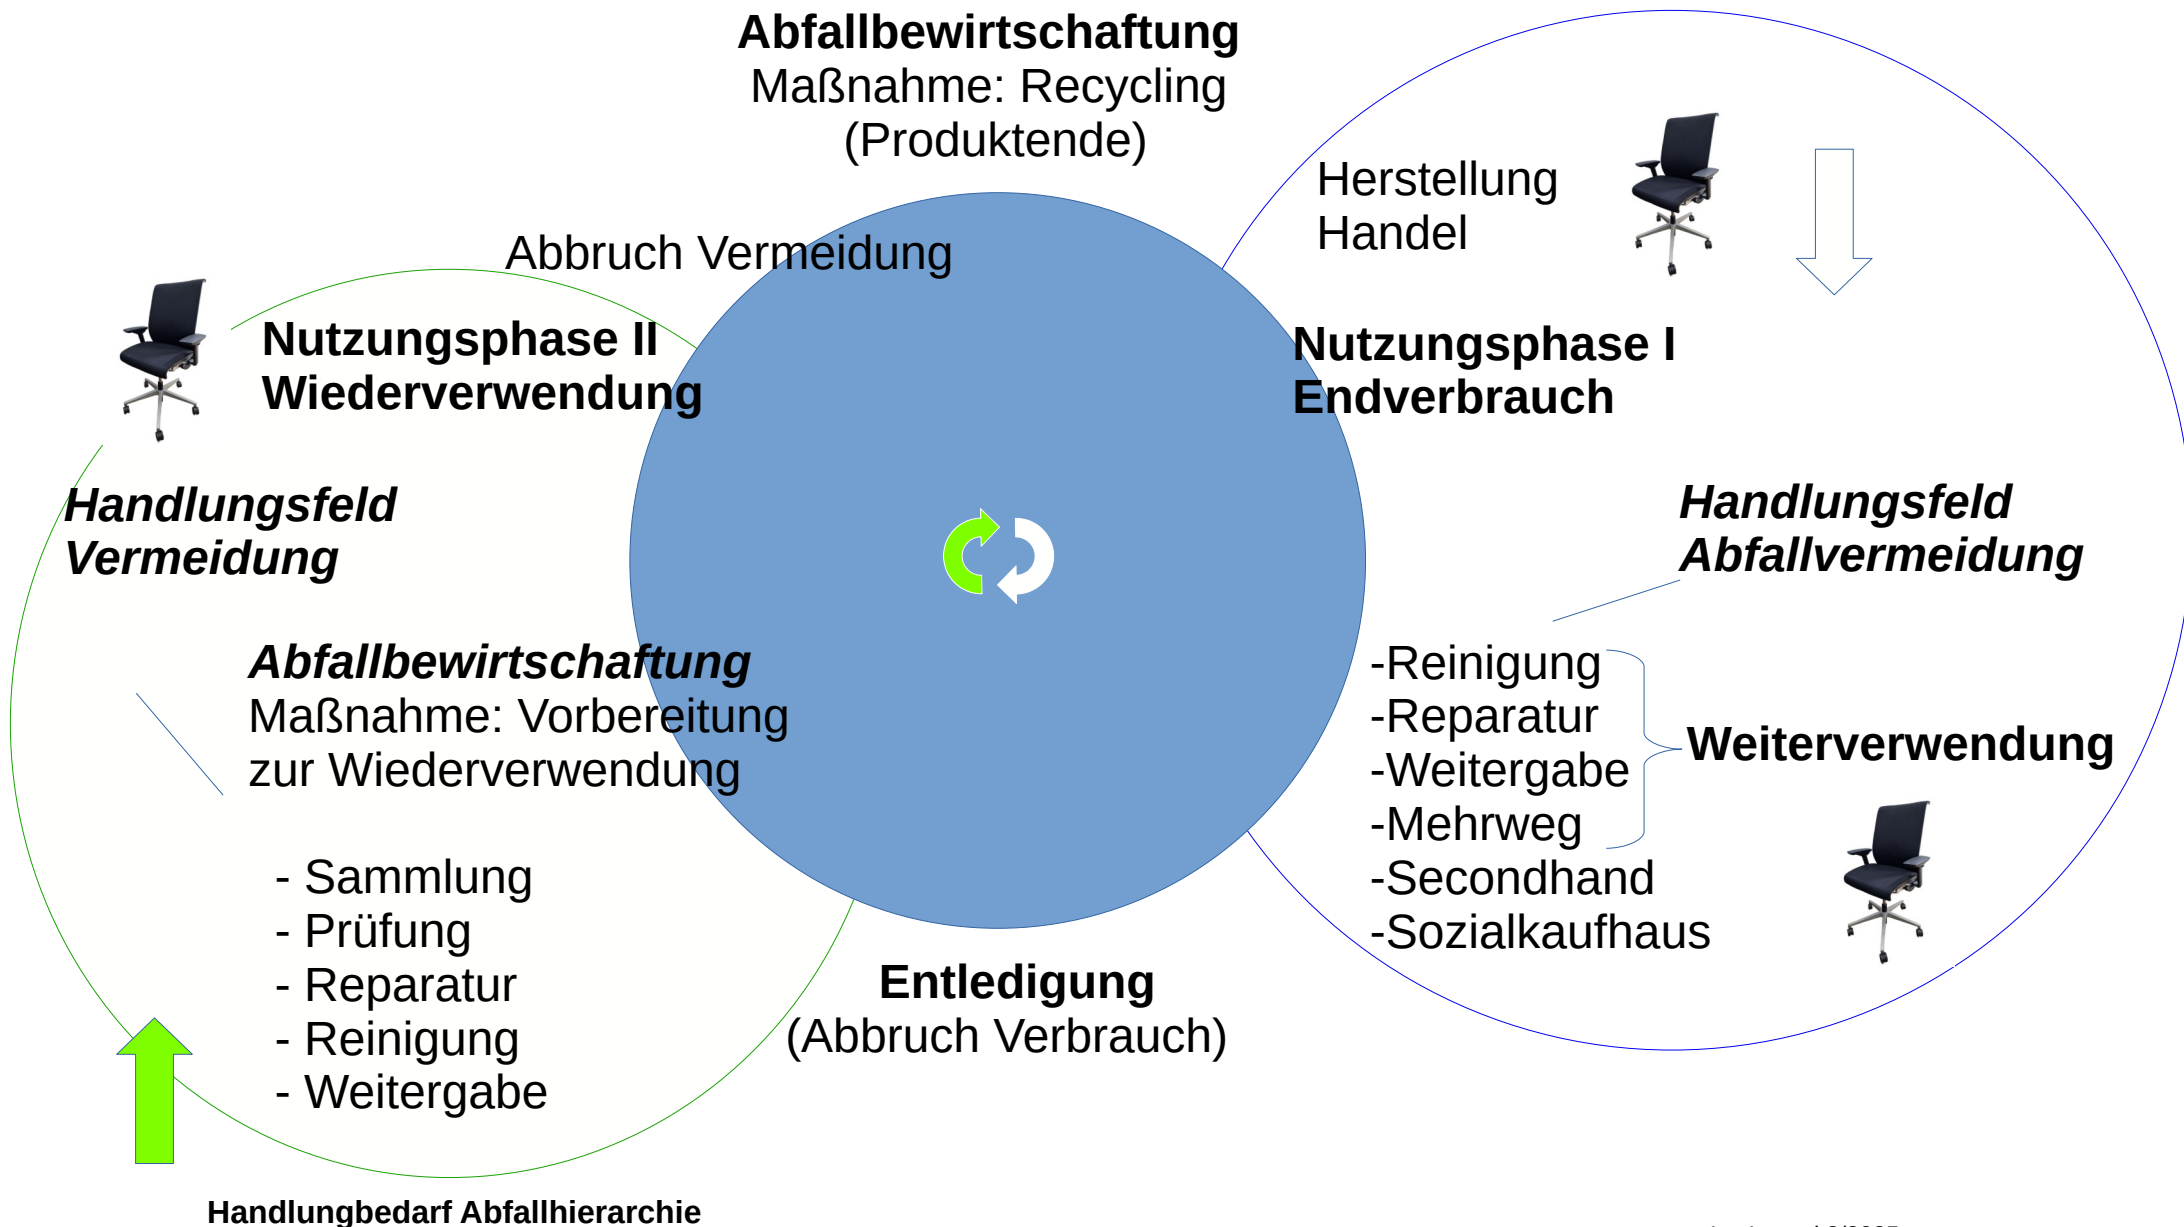 Abfallbewirtschaftung
Maßnahme: Recycling
(Produktende)
Herstellung
Handel
Abbruch Vermeidung
Nutzungsphase II
Wiederverwendung
Nutzungsphase I
Endverbrauch
Handlungsfeld
Vermeidung
Handlungsfeld
Abfallvermeidung
Abfallbewirtschaftung
Maßnahme: Vorbereitung
zur Wiederverwendung
-Reinigung
-Reparatur
-Weitergabe
-Mehrweg
-Secondhand
-Sozialkaufhaus
Weiterverwendung
- Sammlung
- Prüfung
- Reparatur
- Reinigung
- Weitergabe
Entledigung
(Abbruch Verbrauch)
Handlungbedarf Abfallhierarchie